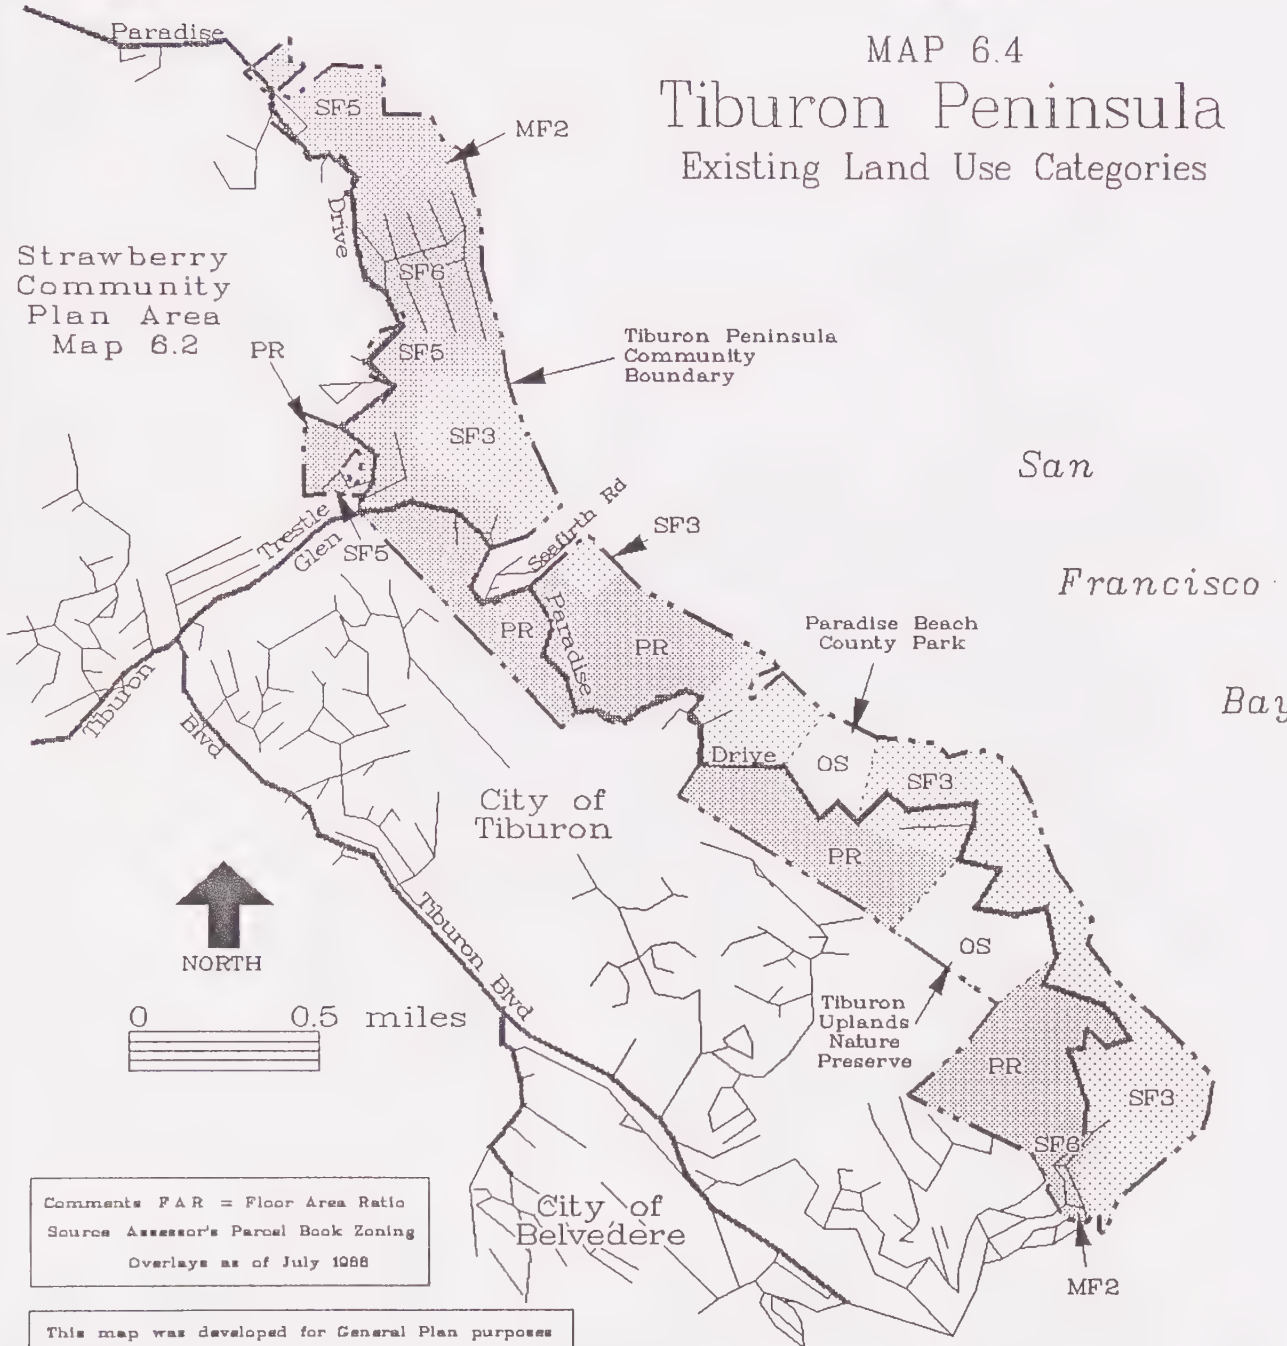 MAP 6.4
Tiburon Peninsula
Existing Land Use Categories
Paradise
SF5
MF2
Drive
Strawberry
Community
Plan Area
Map 6.2
SF6
PR
SF5
Tiburon Peninsula
Community
Boundary
SF3
San
Francisco
Bay
Trestle
Glen
SF5
Seafirth Rd
SF3
PR
Paradise
PR
Paradise Beach
County Park
Tiburon
Blvd
Drive
OS
SF3
City of
Tiburon
PR
NORTH
Tiburon Blvd
OS
0 0.5 miles
Tiburon
Uplands
Nature
Preserve
PR
SF3
SF6
City of
Belvedere
MF2
Comments FAR = Floor Area Ratio
Source Assessor's Parcel Book Zoning
Overlays as of July 1988
This map was developed for General Plan purposes